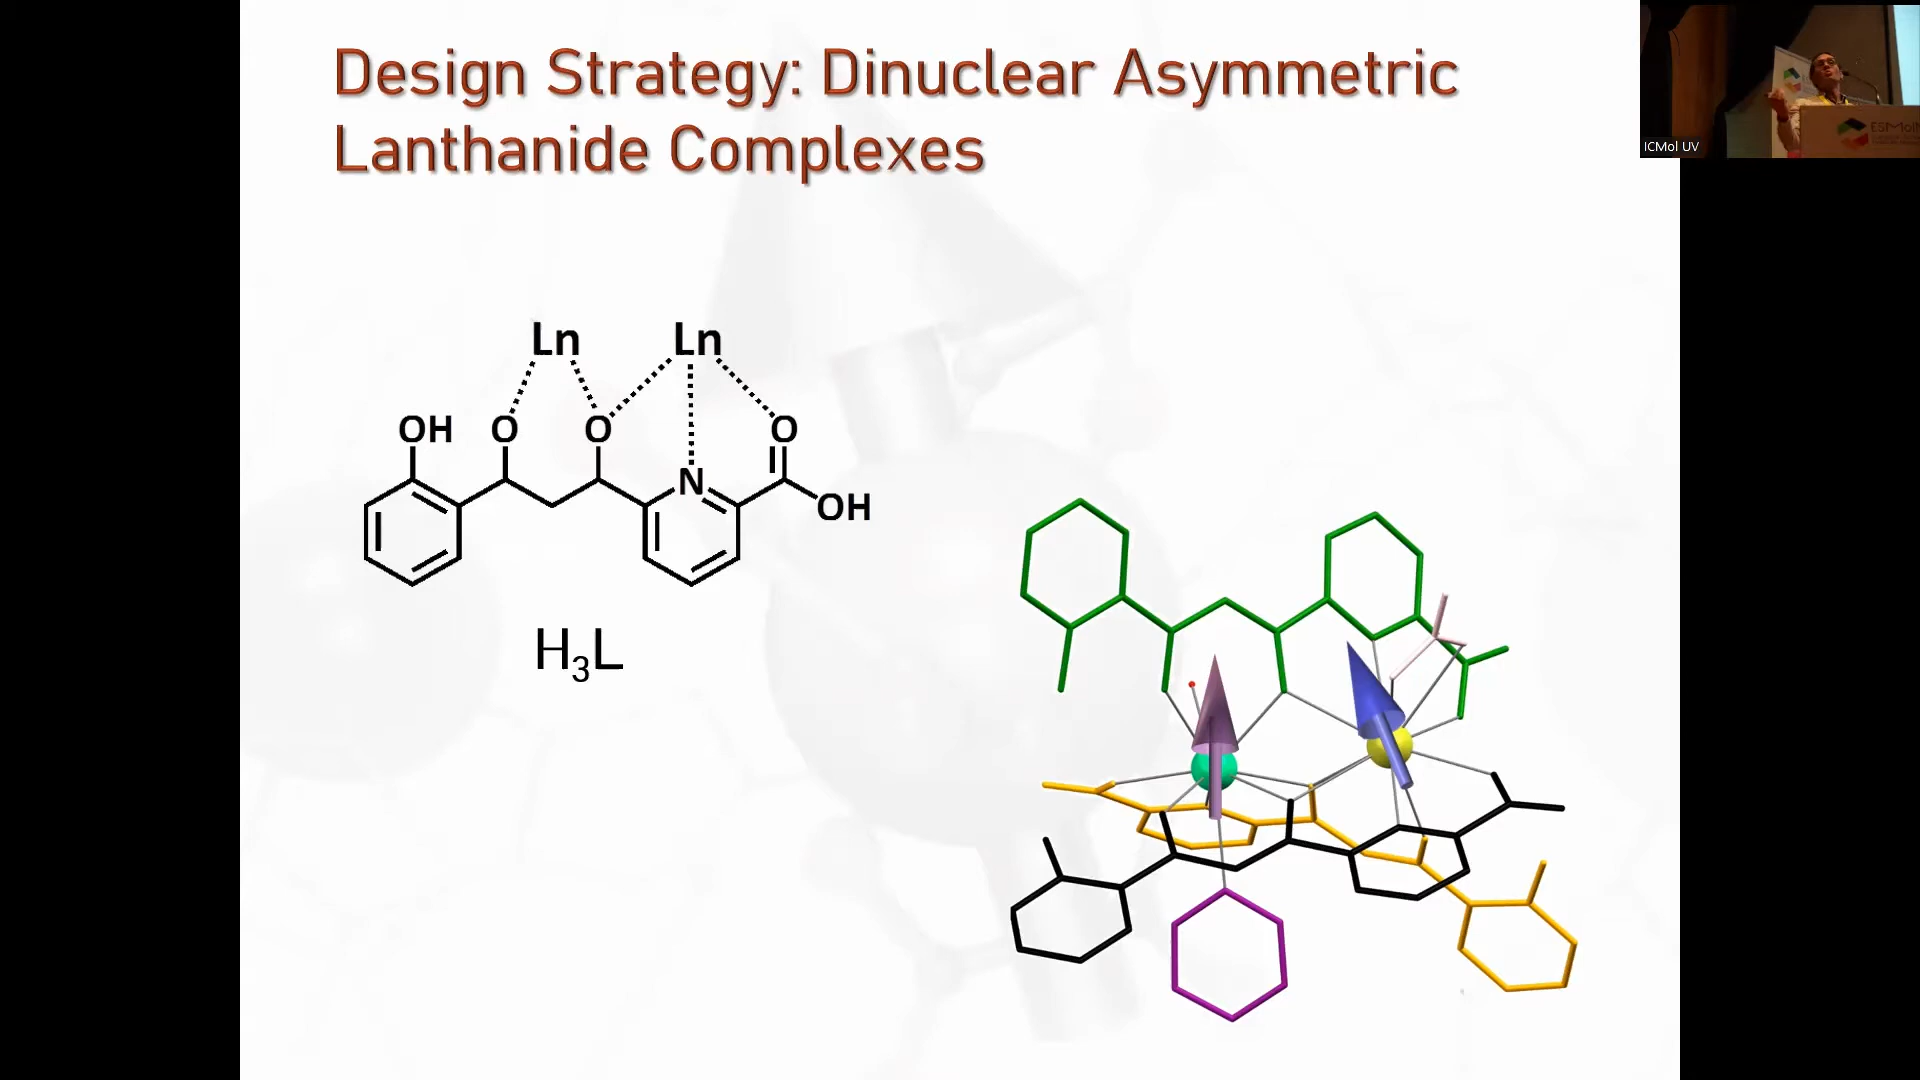 Design Strategy: Dinuclear Asymmetric
Lanthanide Complexes
ICMol UV
Ln Ln
OH O O O
N
OH
H₃L